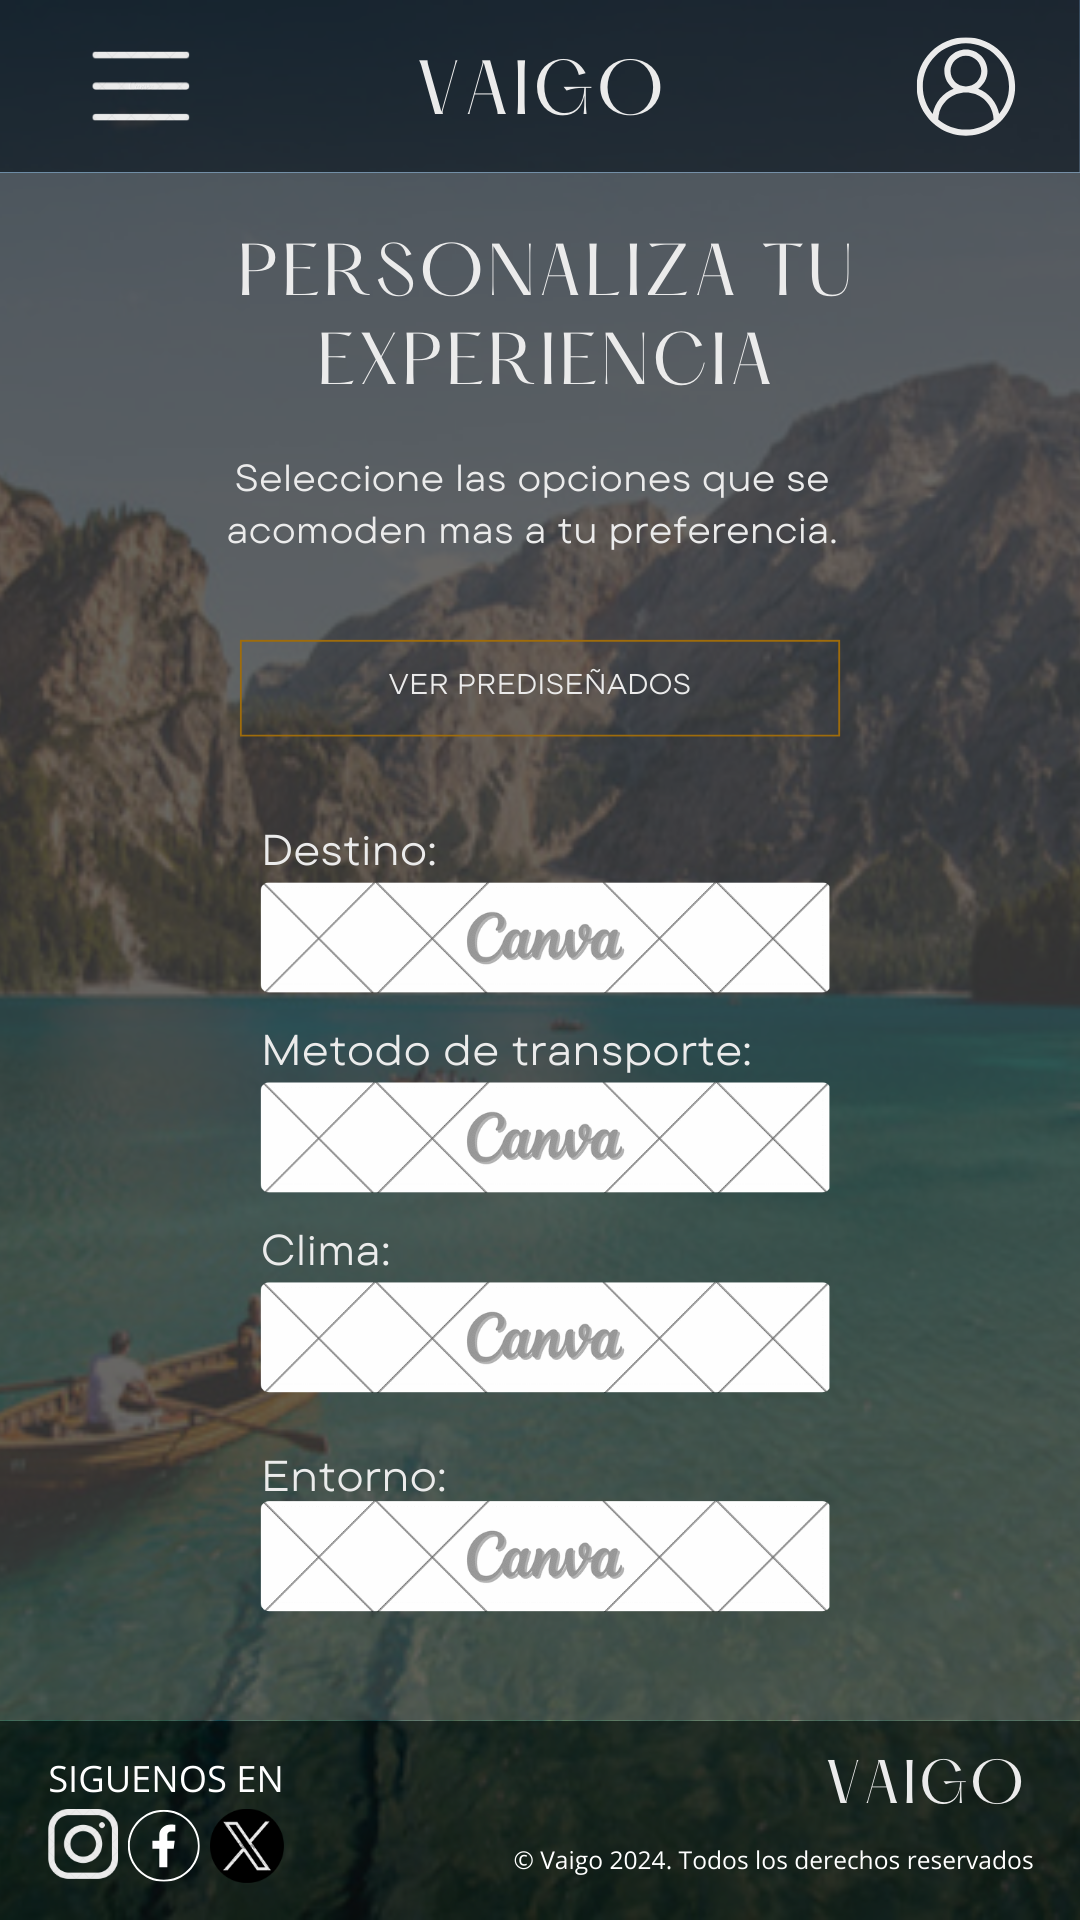 VAIGO
PERSONALIZA TU
EXPERIENCIA
Seleccione las opciones que se
acomoden mas a tu preferencia.
VER PREDISEÑADOS
Destino:
Canva
Metodo de transporte:
Canva
Clima:
Canva
Entorno:
Canva
SIGUENOS EN
VAIGO
© Vaigo 2024. Todos los derechos reservados